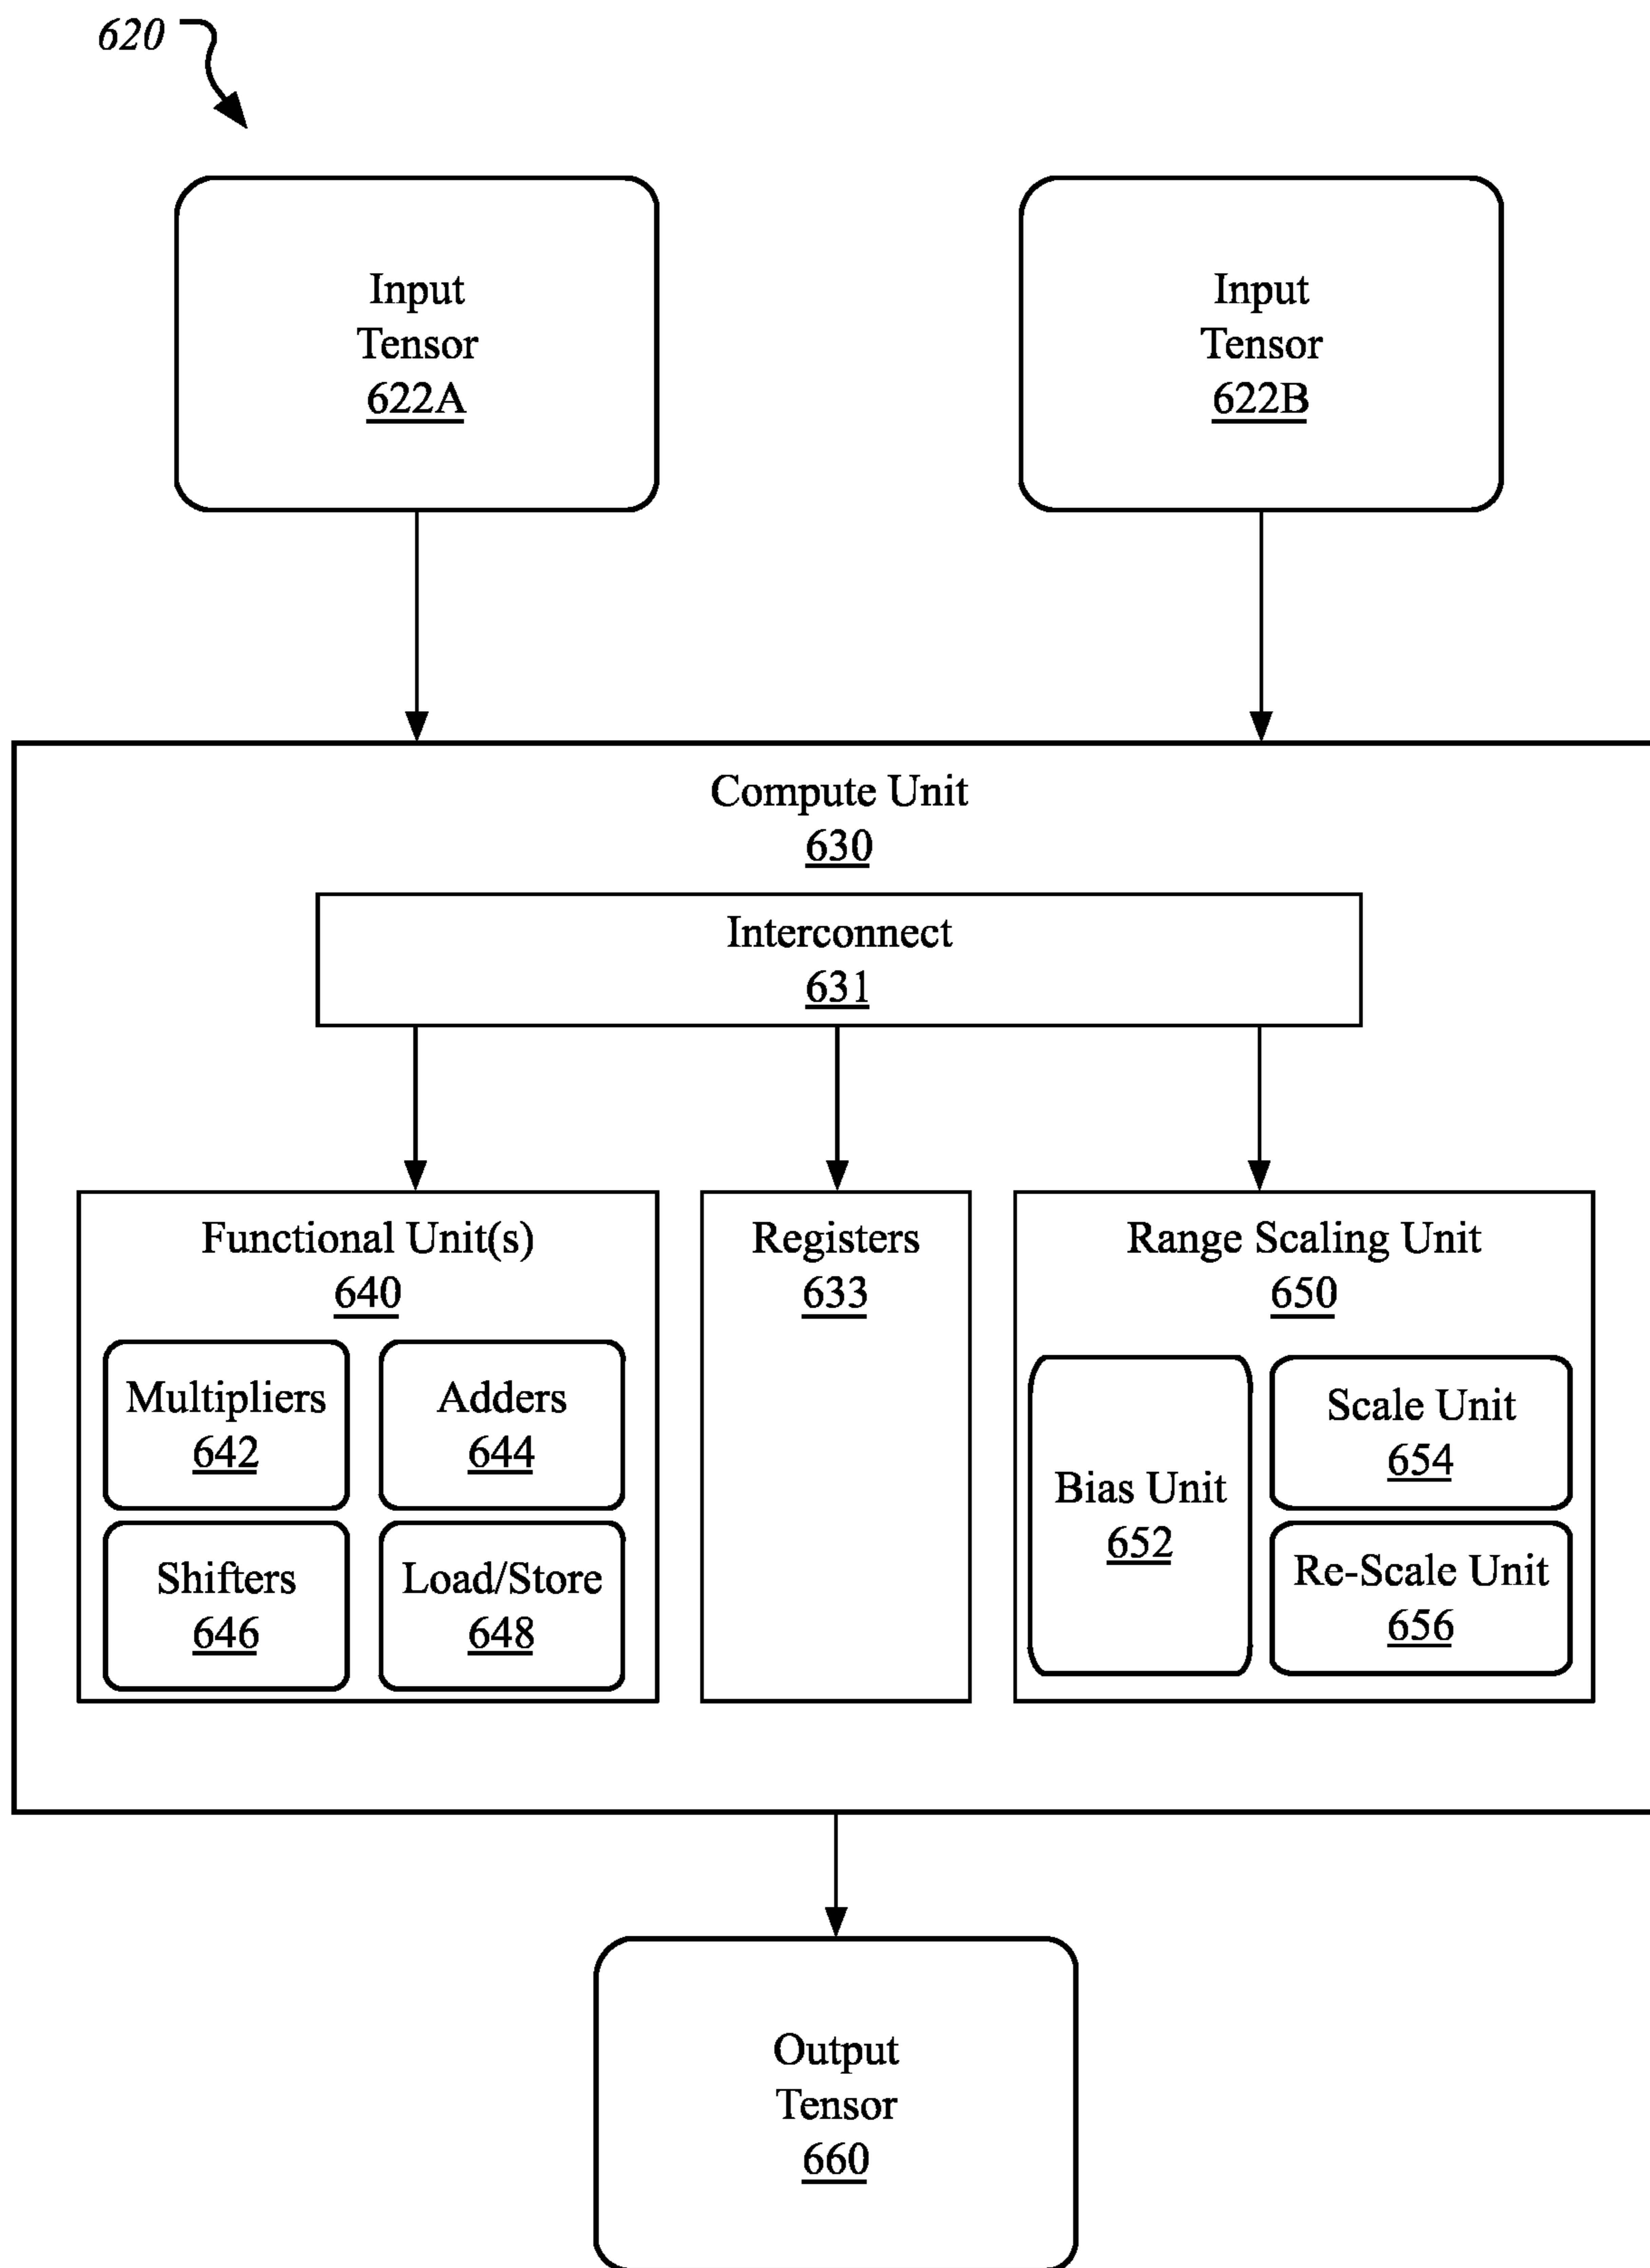 620
Input
Tensor
622A
Input
Tensor
622B
Compute Unit
630
Interconnect
631
Functional Unit(s)
640
Multipliers
642
Adders
644
Shifters
646
Load/Store
648
Registers
633
Range Scaling Unit
650
Bias Unit
652
Scale Unit
654
Re-Scale Unit
656
Output
Tensor
660